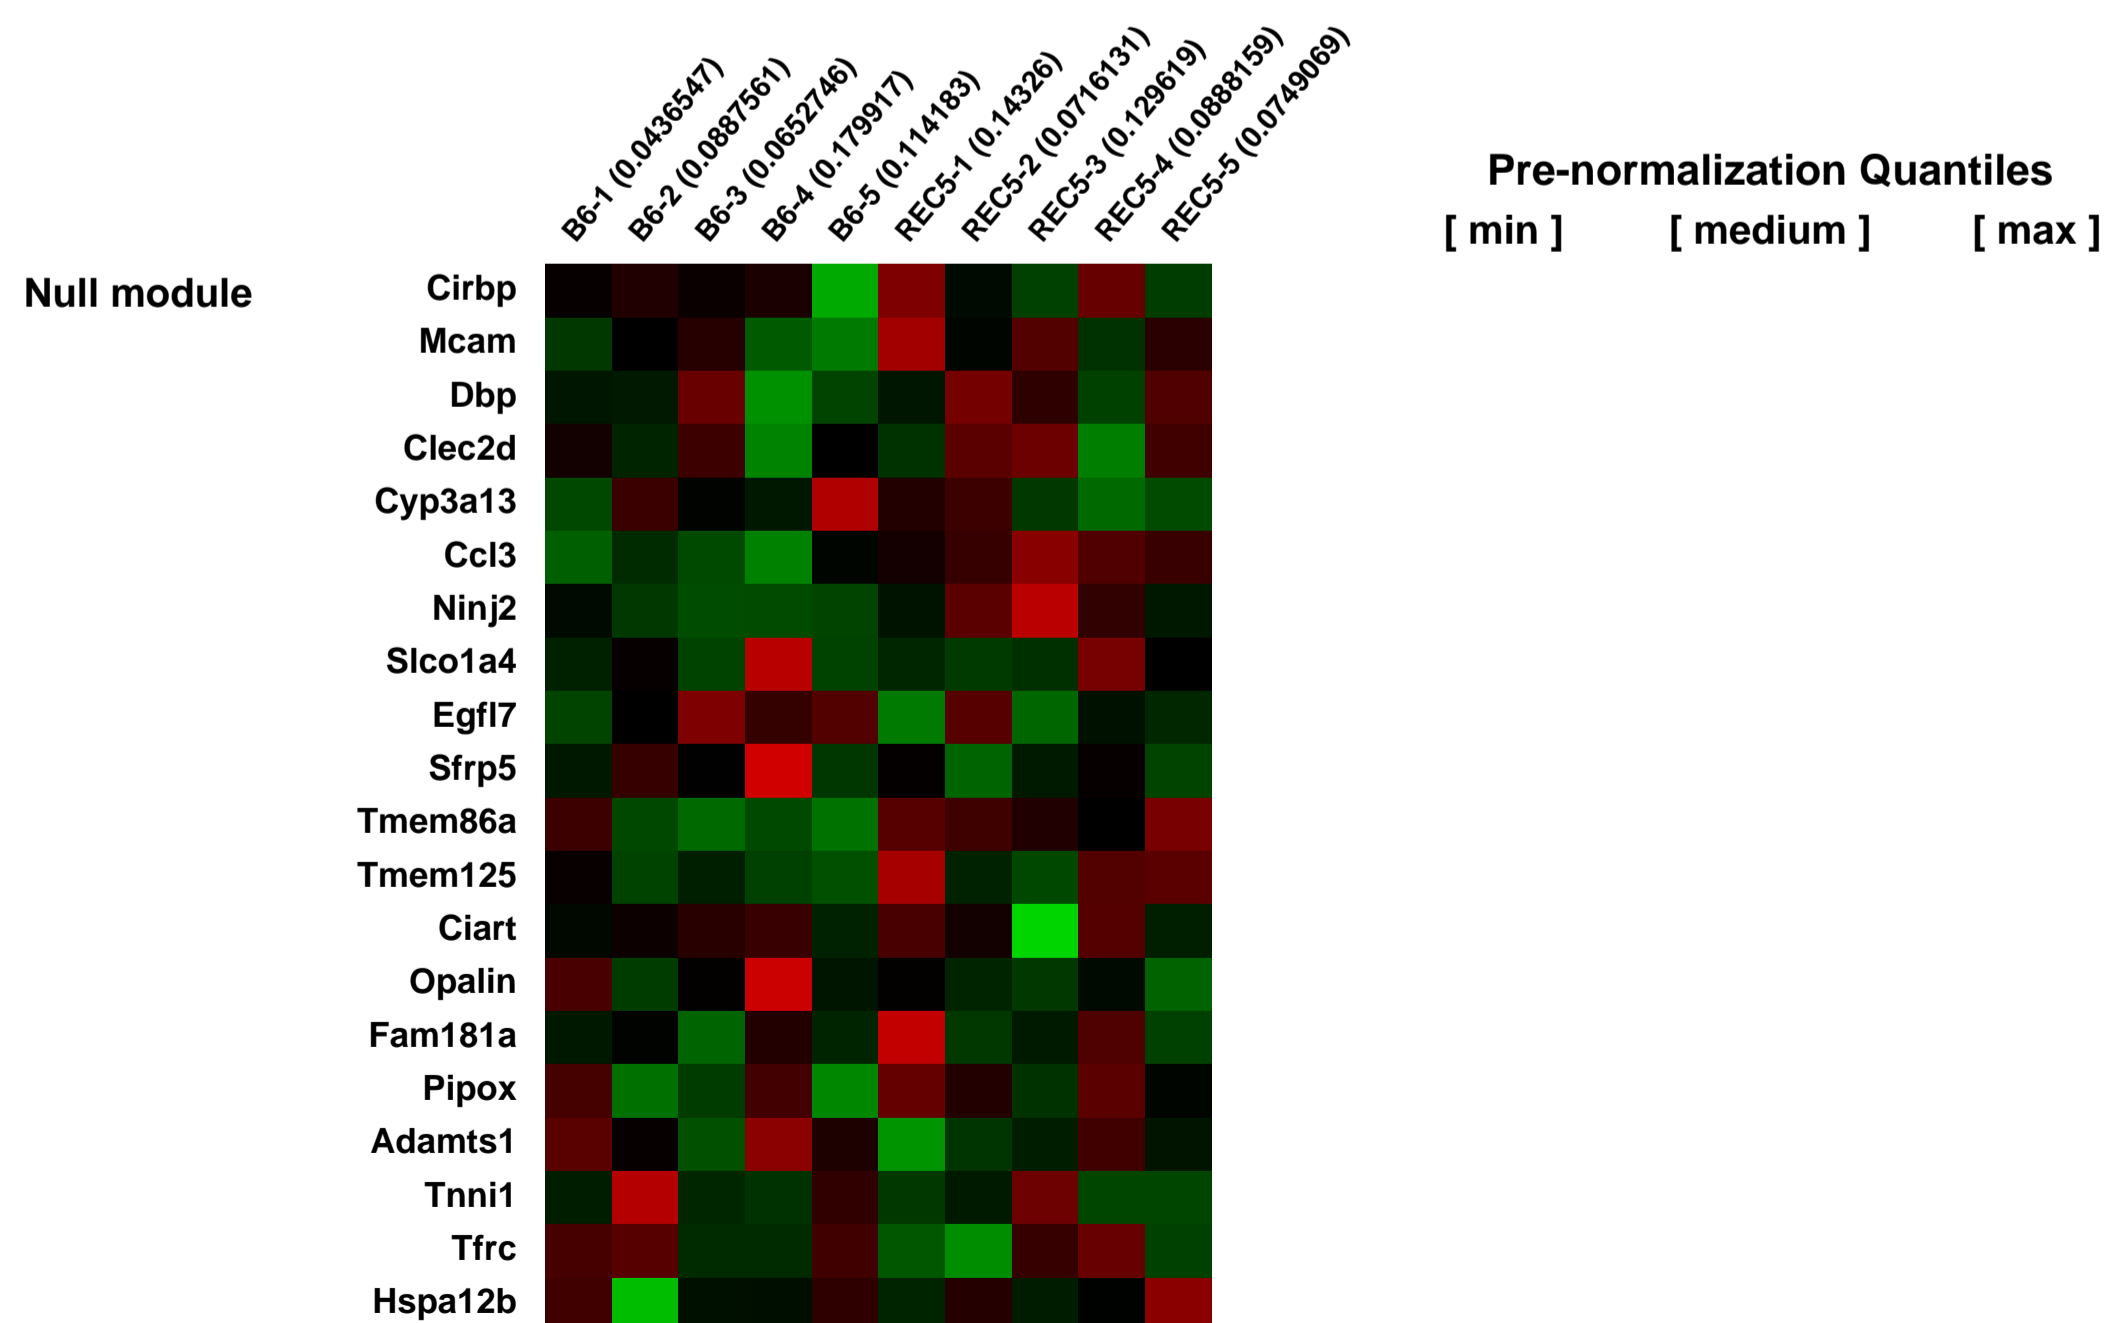 B6-1 (0.0436547)
B6-2 (0.0887561)
B6-3 (0.0652746)
B6-4 (0.179917)
B6-5 (0.114183)
REC5-1 (0.14326)
REC5-2 (0.0716131)
REC5-3 (0.129619)
REC5-4 (0.0888159)
REC5-5 (0.0749069)
Pre-normalization Quantiles
[ min ] [ medium ] [ max ]
Null module
Cirbp
Mcam
Dbp
Clec2d
Cyp3a13
Ccl3
Ninj2
Slco1a4
Egfl7
Sfrp5
Tmem86a
Tmem125
Ciart
Opalin
Fam181a
Pipox
Adamts1
Tnni1
Tfrc
Hspa12b